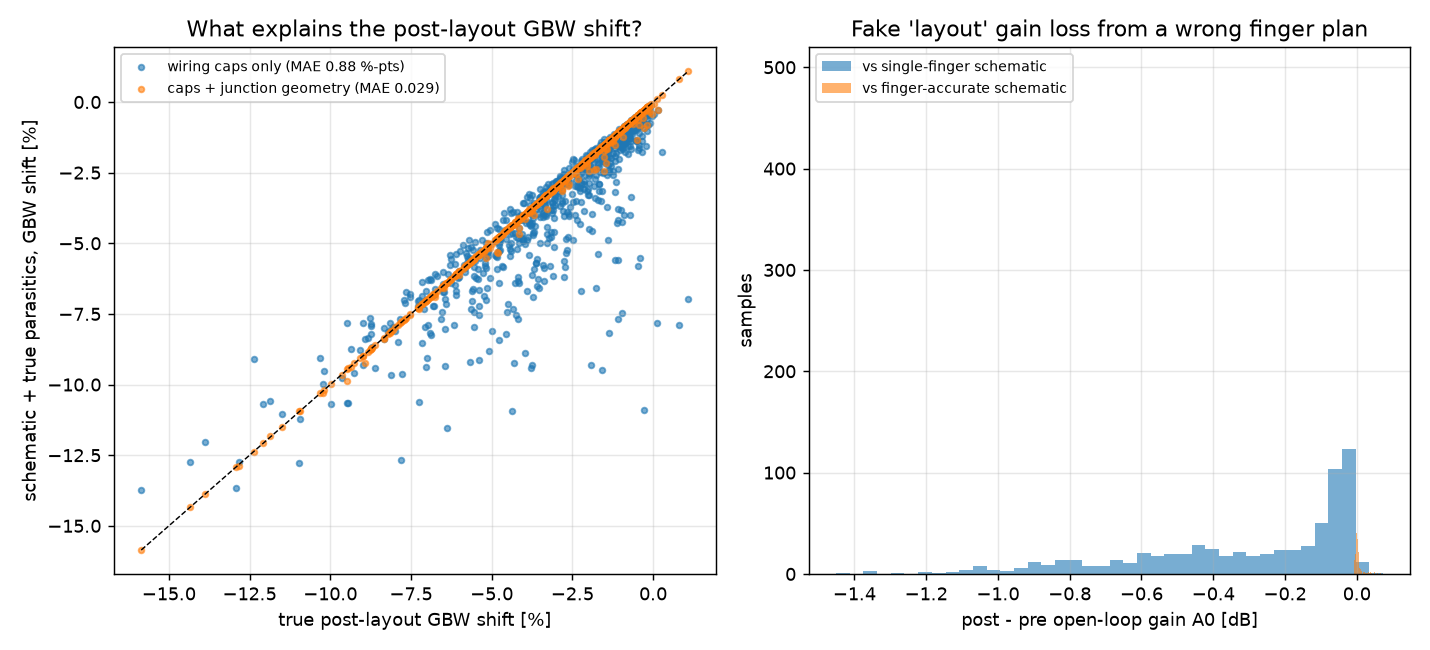 What explains the post-layout GBW shift?
wiring caps only (MAE 0.88 %-pts)
caps + junction geometry (MAE 0.029)
schematic + true parasitics, GBW shift [%]
0.0
−2.5
−5.0
−7.5
−10.0
−12.5
−15.0
−15.0 −12.5 −10.0 −7.5 −5.0 −2.5 0.0
true post-layout GBW shift [%]
Fake 'layout' gain loss from a wrong finger plan
vs single-finger schematic
vs finger-accurate schematic
samples
500
400
300
200
100
0
−1.4 −1.2 −1.0 −0.8 −0.6 −0.4 −0.2 0.0
post - pre open-loop gain A0 [dB]